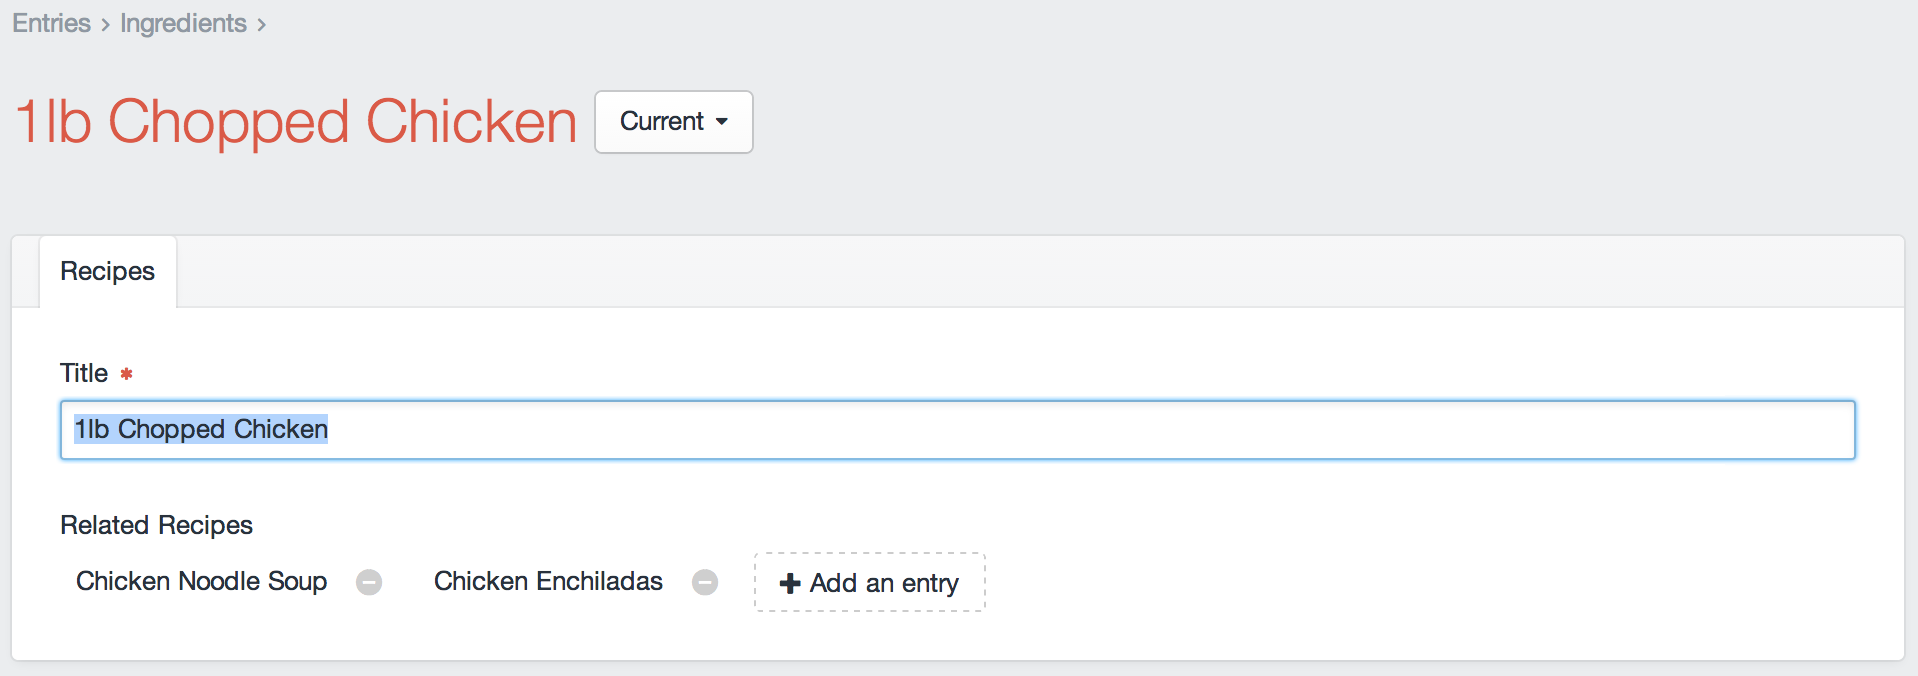 Entries › Ingredients ›
1lb Chopped Chicken Current
Recipes
Title *
1lb Chopped Chicken
Related Recipes
Chicken Noodle Soup Chicken Enchiladas + Add an entry